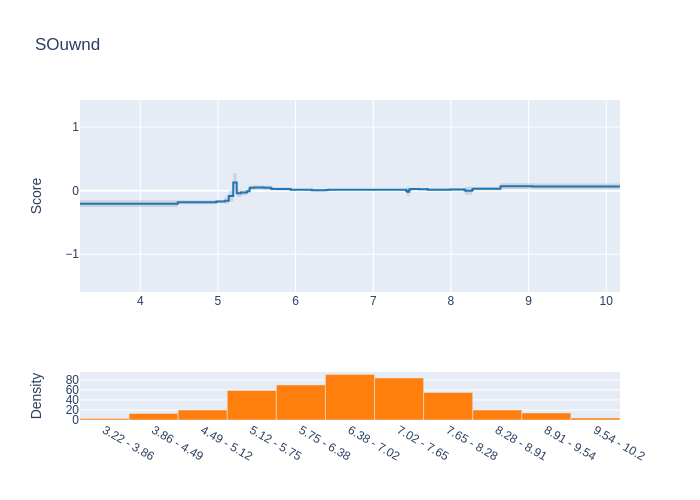 SOuwnd
Score
1
0
−1
4 5 6 7 8 9 10
Density
80
60
40
20
0
3.22 - 3.86
3.86 - 4.49
4.49 - 5.12
5.12 - 5.75
5.75 - 6.38
6.38 - 7.02
7.02 - 7.65
7.65 - 8.28
8.28 - 8.91
8.91 - 9.54
9.54 - 10.2